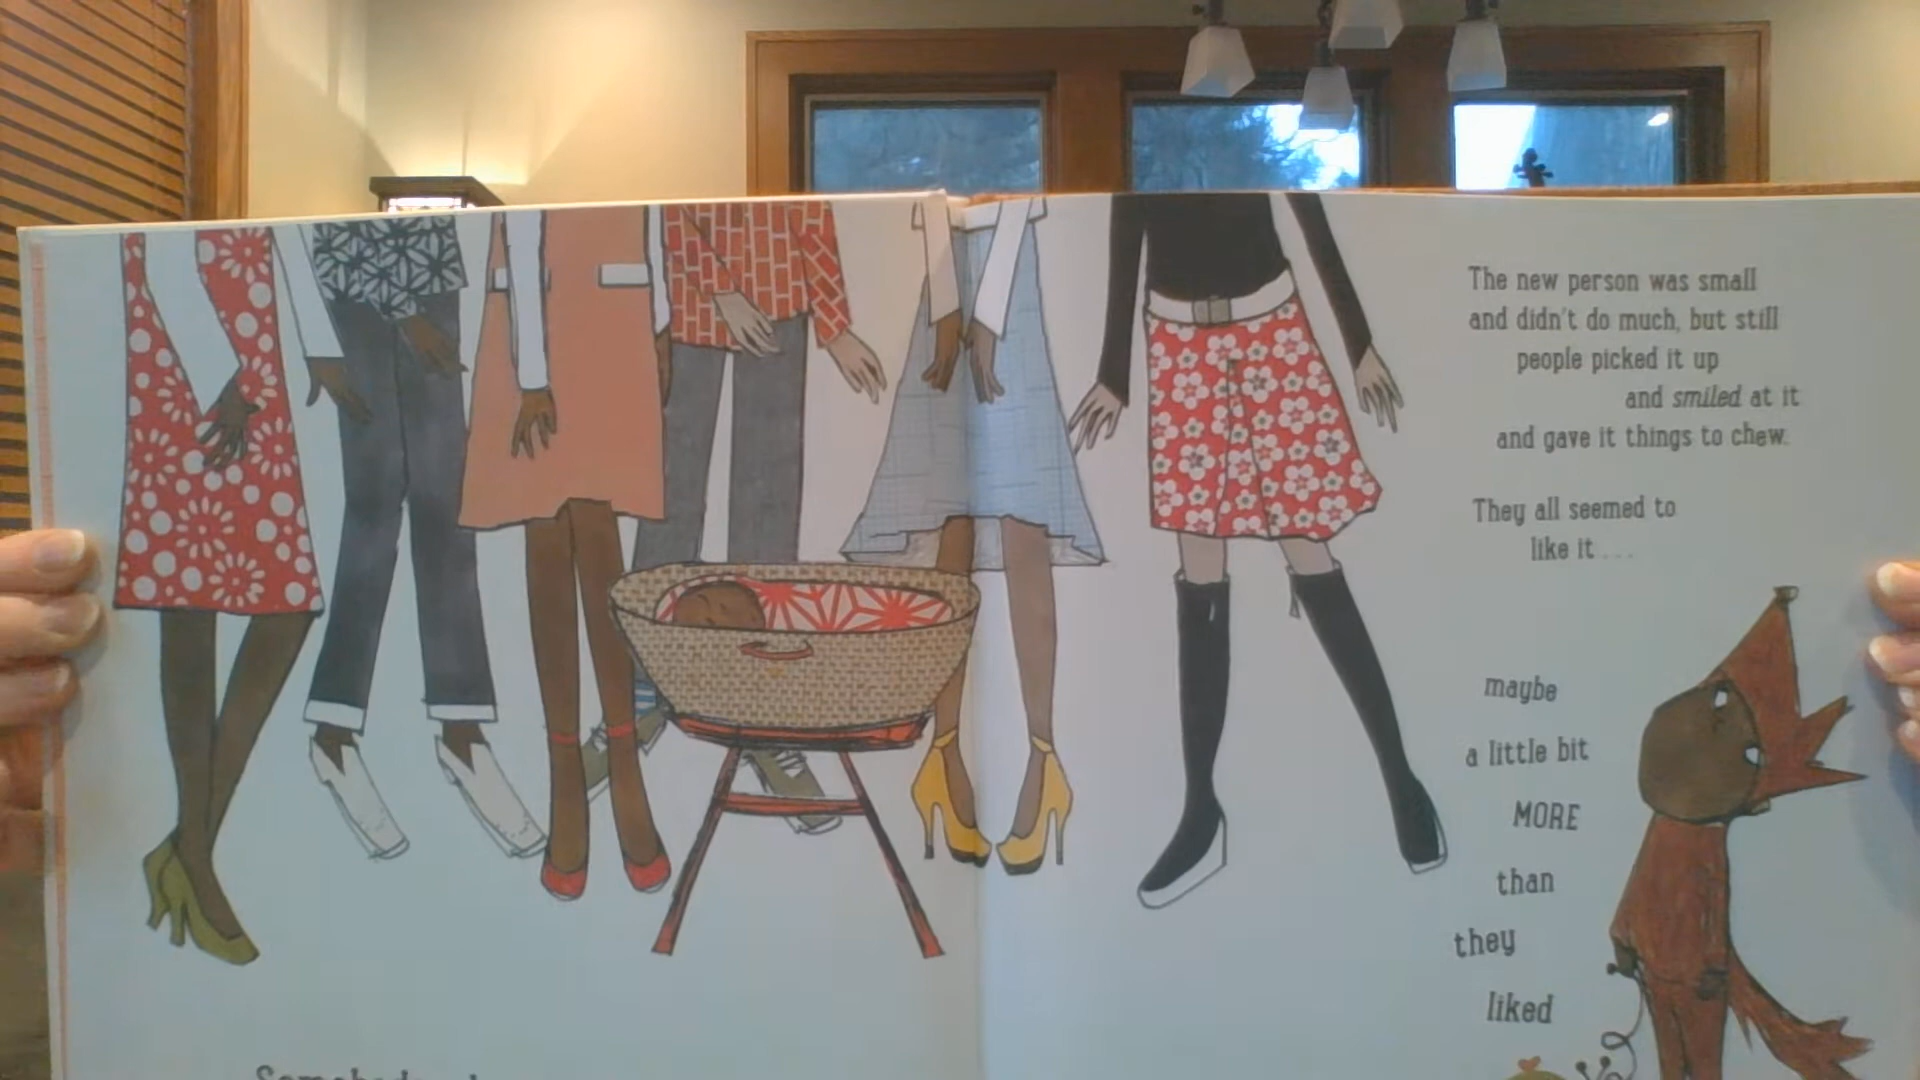 The new person was small
and didn't do much, but still
people picked it up
and smiled at it
and gave it things to chew.
They all seemed to
like it . . . .
maybe
a little bit
MORE
than
they
liked